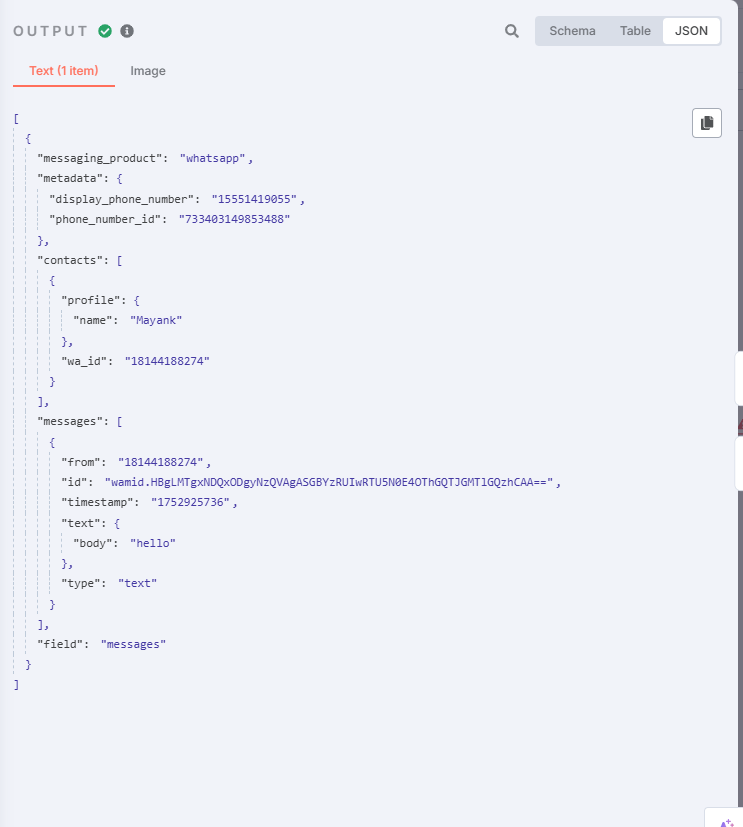 OUTPUT
Schema Table JSON
Text (1 item) Image
[
{
"messaging_product": "whatsapp",
"metadata": {
"display_phone_number": "15551419055",
"phone_number_id": "733403149853488"
},
"contacts": [
{
"profile": {
"name": "Mayank"
},
"wa_id": "18144188274"
}
],
"messages": [
{
"from": "18144188274",
"id": "wamid.HBgLMTgxNDQxODgyNzQVAgASGBYzRUIwRTU5N0E4OThGQTJGMTlGQzhCAA==",
"timestamp": "1752925736",
"text": {
"body": "hello"
},
"type": "text"
}
],
"field": "messages"
}
]